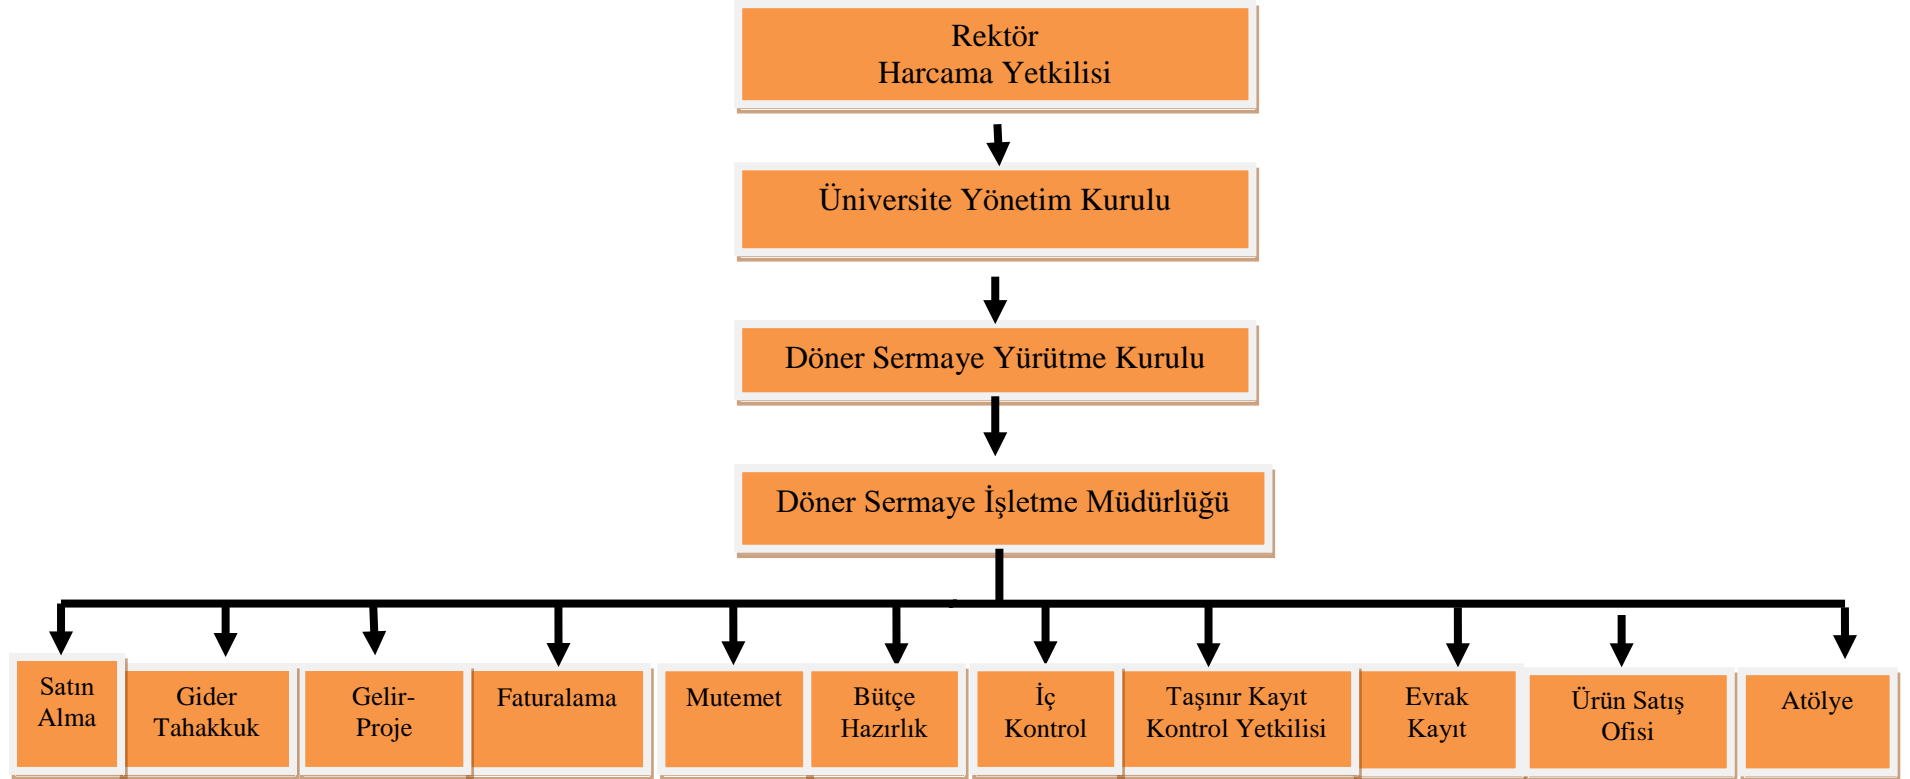 Rektör
Harcama Yetkilisi
Üniversite Yönetim Kurulu
Döner Sermaye Yürütme Kurulu
Döner Sermaye İşletme Müdürlüğü
Satın
Alma
Gider
Tahakkuk
Gelir-
Proje
Faturalama
Mutemet
Bütçe
Hazırlık
İç
Kontrol
Taşınır Kayıt
Kontrol Yetkilisi
Evrak
Kayıt
Ürün Satış
Ofisi
Atölye